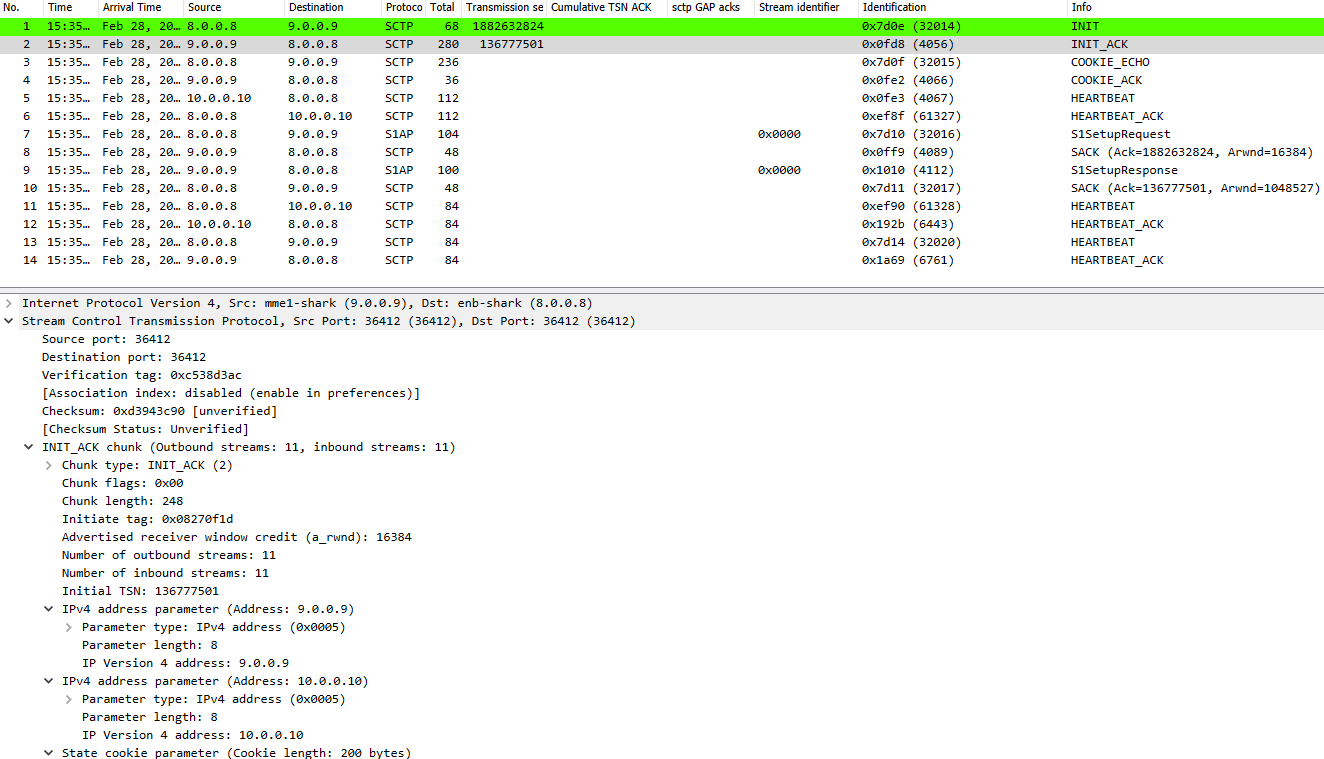 No. Time Arrival Time Source Destination Protoco Total Transmission se Cumulative TSN ACK sctp GAP acks Stream identifier Identification Info
1 15:35… Feb 28, 20… 8.0.0.8 9.0.0.9 SCTP 68 1882632824 0x7d0e (32014) INIT
2 15:35… Feb 28, 20… 9.0.0.9 8.0.0.8 SCTP 280 136777501 0x0fd8 (4056) INIT_ACK
3 15:35… Feb 28, 20… 8.0.0.8 9.0.0.9 SCTP 236 0x7d0f (32015) COOKIE_ECHO
4 15:35… Feb 28, 20… 9.0.0.9 8.0.0.8 SCTP 36 0x0fe2 (4066) COOKIE_ACK
5 15:35… Feb 28, 20… 10.0.0.10 8.0.0.8 SCTP 112 0x0fe3 (4067) HEARTBEAT
6 15:35… Feb 28, 20… 8.0.0.8 10.0.0.10 SCTP 112 0xef8f (61327) HEARTBEAT_ACK
7 15:35… Feb 28, 20… 8.0.0.8 9.0.0.9 S1AP 104 0x0000 0x7d10 (32016) S1SetupRequest
8 15:35… Feb 28, 20… 9.0.0.9 8.0.0.8 SCTP 48 0x0ff9 (4089) SACK (Ack=1882632824, Arwnd=16384)
9 15:35… Feb 28, 20… 9.0.0.9 8.0.0.8 S1AP 100 0x0000 0x1010 (4112) S1SetupResponse
10 15:35… Feb 28, 20… 8.0.0.8 9.0.0.9 SCTP 48 0x7d11 (32017) SACK (Ack=136777501, Arwnd=1048527)
11 15:35… Feb 28, 20… 8.0.0.8 10.0.0.10 SCTP 84 0xef90 (61328) HEARTBEAT
12 15:35… Feb 28, 20… 10.0.0.10 8.0.0.8 SCTP 84 0x192b (6443) HEARTBEAT_ACK
13 15:35… Feb 28, 20… 8.0.0.8 9.0.0.9 SCTP 84 0x7d14 (32020) HEARTBEAT
14 15:35… Feb 28, 20… 9.0.0.9 8.0.0.8 SCTP 84 0x1a69 (6761) HEARTBEAT_ACK
Internet Protocol Version 4, Src: mme1-shark (9.0.0.9), Dst: enb-shark (8.0.0.8)
Stream Control Transmission Protocol, Src Port: 36412 (36412), Dst Port: 36412 (36412)
Source port: 36412
Destination port: 36412
Verification tag: 0xc538d3ac
[Association index: disabled (enable in preferences)]
Checksum: 0xd3943c90 [unverified]
[Checksum Status: Unverified]
INIT_ACK chunk (Outbound streams: 11, inbound streams: 11)
Chunk type: INIT_ACK (2)
Chunk flags: 0x00
Chunk length: 248
Initiate tag: 0x08270f1d
Advertised receiver window credit (a_rwnd): 16384
Number of outbound streams: 11
Number of inbound streams: 11
Initial TSN: 136777501
IPv4 address parameter (Address: 9.0.0.9)
Parameter type: IPv4 address (0x0005)
Parameter length: 8
IP Version 4 address: 9.0.0.9
IPv4 address parameter (Address: 10.0.0.10)
Parameter type: IPv4 address (0x0005)
Parameter length: 8
IP Version 4 address: 10.0.0.10
State cookie parameter (Cookie length: 200 bytes)